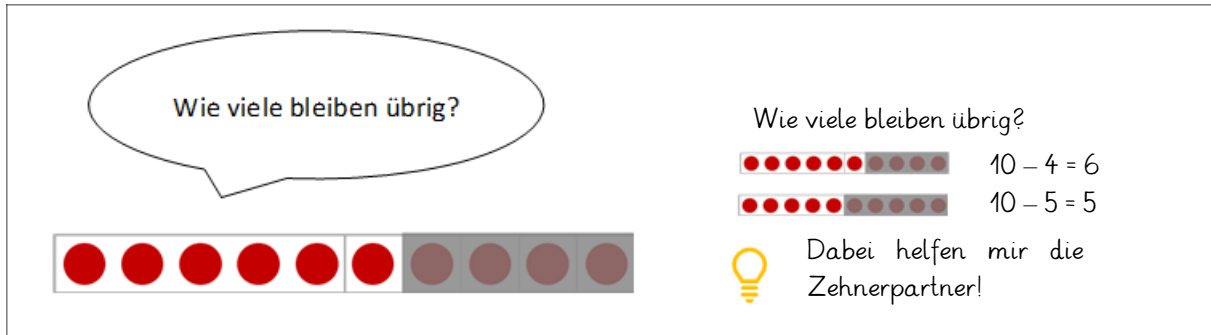 Wie viele bleiben übrig?
Wie viele bleiben übrig?
10 – 4 = 6
10 – 5 = 5
Dabei helfen mir die
Zehnerpartner!